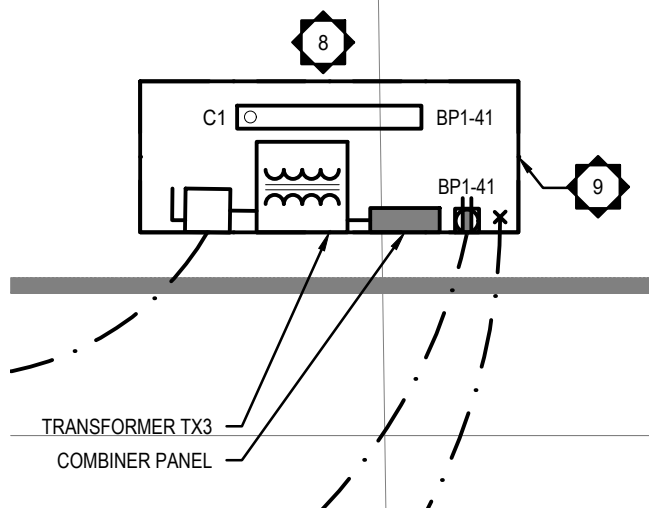 8
C1
BP1-41
BP1-41
9
TRANSFORMER TX3
COMBINER PANEL